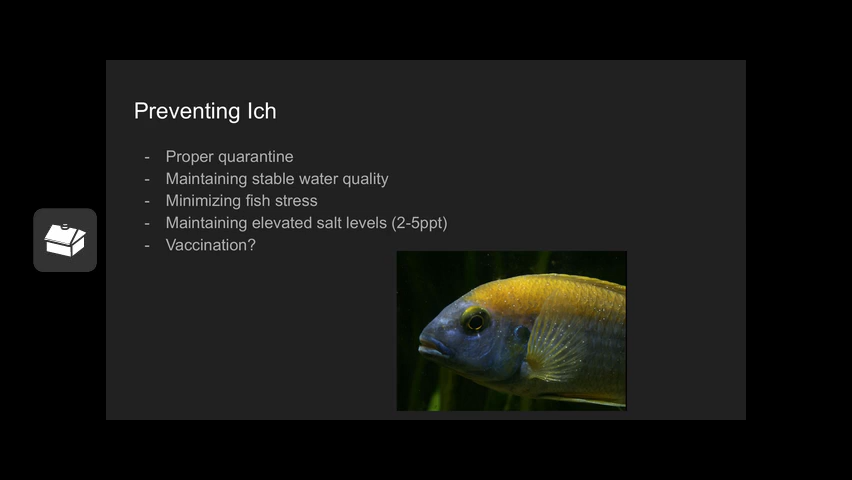 Preventing Ich
- Proper quarantine
- Maintaining stable water quality
- Minimizing fish stress
- Maintaining elevated salt levels (2-5ppt)
- Vaccination?